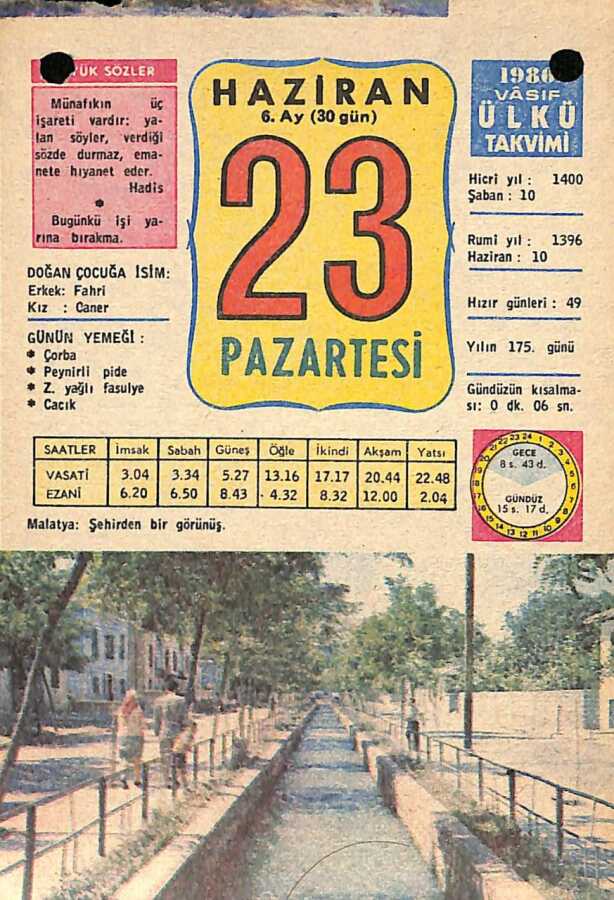 YÜK SÖZLER
Münafıkın üç
işareti vardır: ya-
lan söyler, verdiği
sözde durmaz, ema-
nete hıyanet eder.
Hadis
Bugünkü işi ya-
rına bırakma.
DOĞAN ÇOCUĞA İSİM:
Erkek: Fahri
Kız : Caner
GÜNÜN YEMEĞİ :
* Çorba
* Peynirli pide
* Z. yağlı fasulye
* Cacık
HAZİRAN
6. Ay (30 gün)
23
PAZARTESİ
1980
VÂSIF
ÜLKÜ
TAKVİMİ
Hicri yıl : 1400
Şaban : 10
Rumi yıl : 1396
Haziran : 10
Hızır günleri : 49
Yılın 175. günü
Gündüzün kısalma-
sı: 0 dk. 06 sn.
SAATLER İmsak Sabah Güneş Öğle İkindi Akşam Yatsı
VASATİ 3.04 3.34 5.27 13.16 17.17 20.44 22.48
EZANİ 6.20 6.50 8.43 4.32 8.32 12.00 2.04
GECE
8 s. 43 d.
GÜNDÜZ
15 s. 17 d.
Malatya: Şehirden bir görünüş.